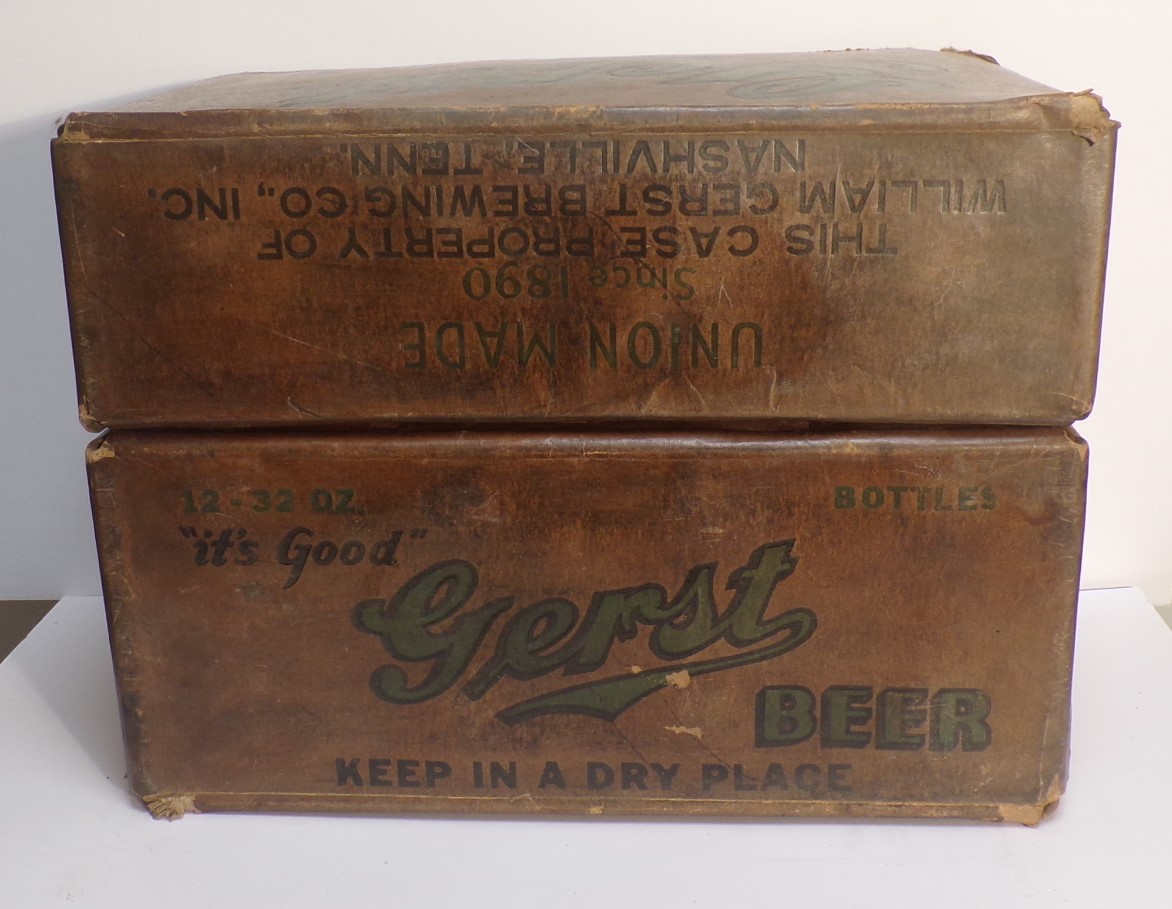 UNION MADE
Since 1890
THIS CASE PROPERTY OF
WILLIAM GERST BREWING CO., INC.
NASHVILLE, TENN.
12 - 32 OZ. BOTTLES
"it's Good"
Gerst
BEER
KEEP IN A DRY PLACE